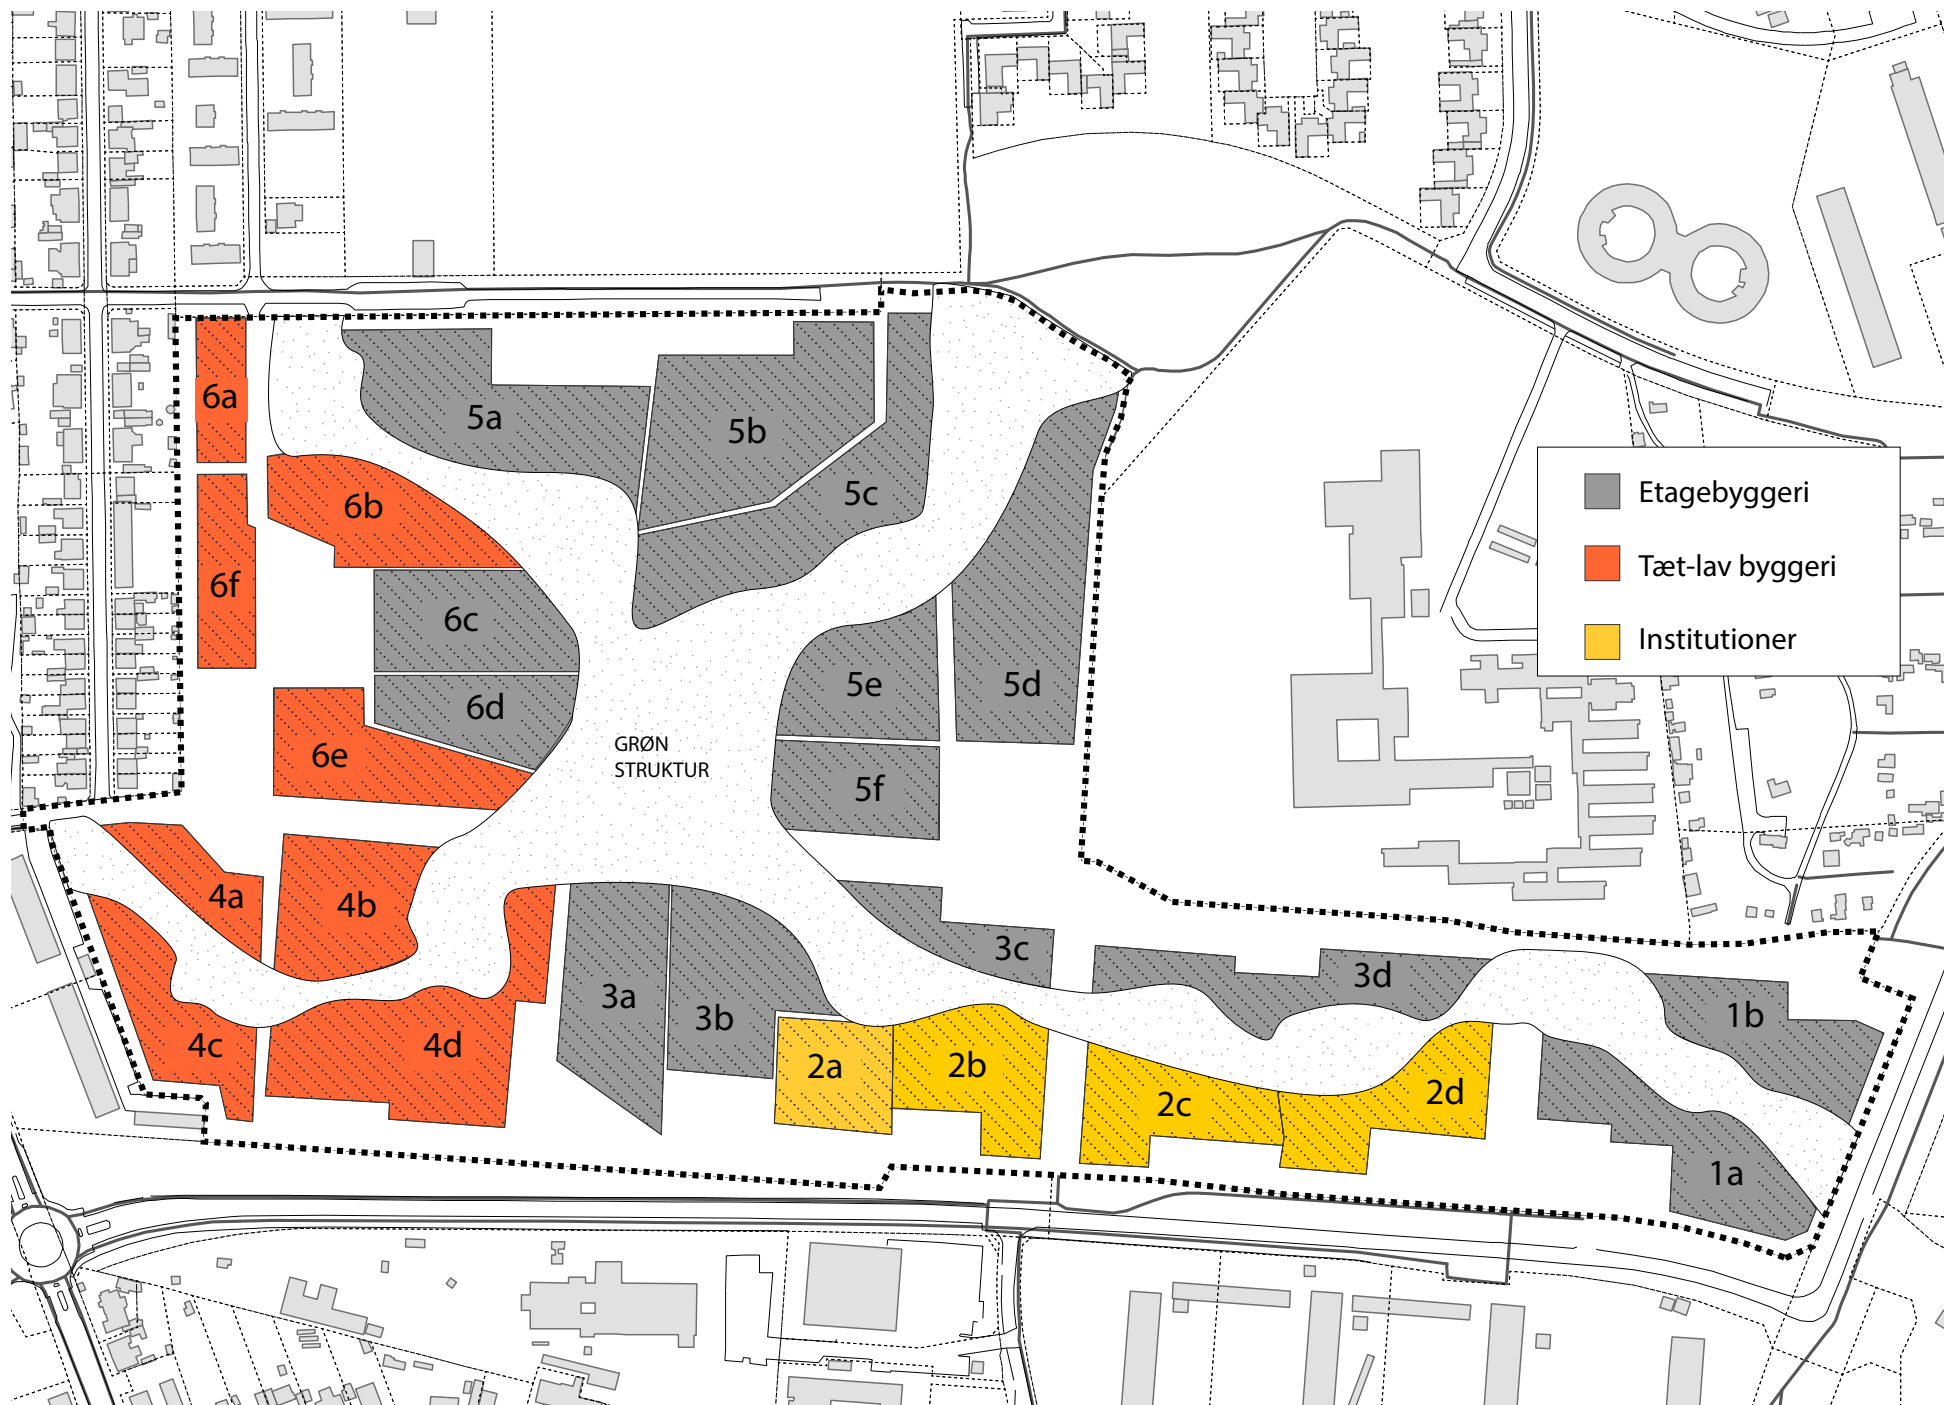 6a
5a
5b
5c
6b
6f
6c
6d
6e
5e
5d
5f
GRØN
STRUKTUR
4a
4b
4c
4d
3a
3b
3c
3d
2a
2b
2c
2d
1b
1a
Etagebyggeri
Tæt-lav byggeri
Institutioner